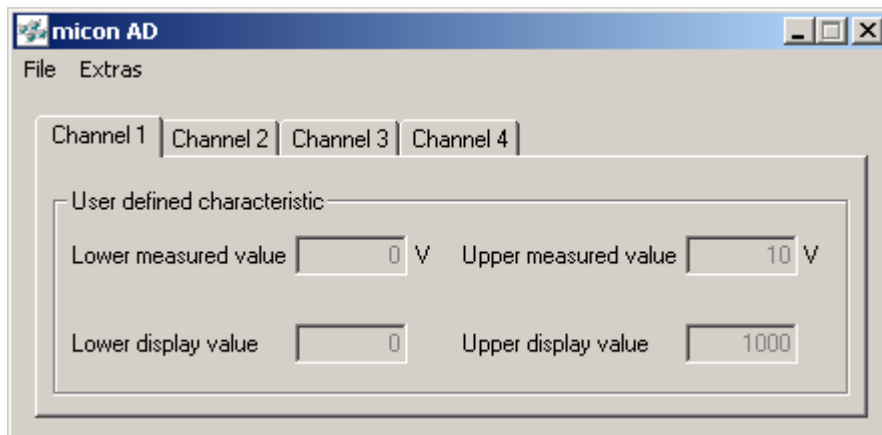 micon AD
File Extras
Channel 1 Channel 2 Channel 3 Channel 4
User defined characteristic
Lower measured value 0 V Upper measured value 10 V
Lower display value 0 Upper display value 1000